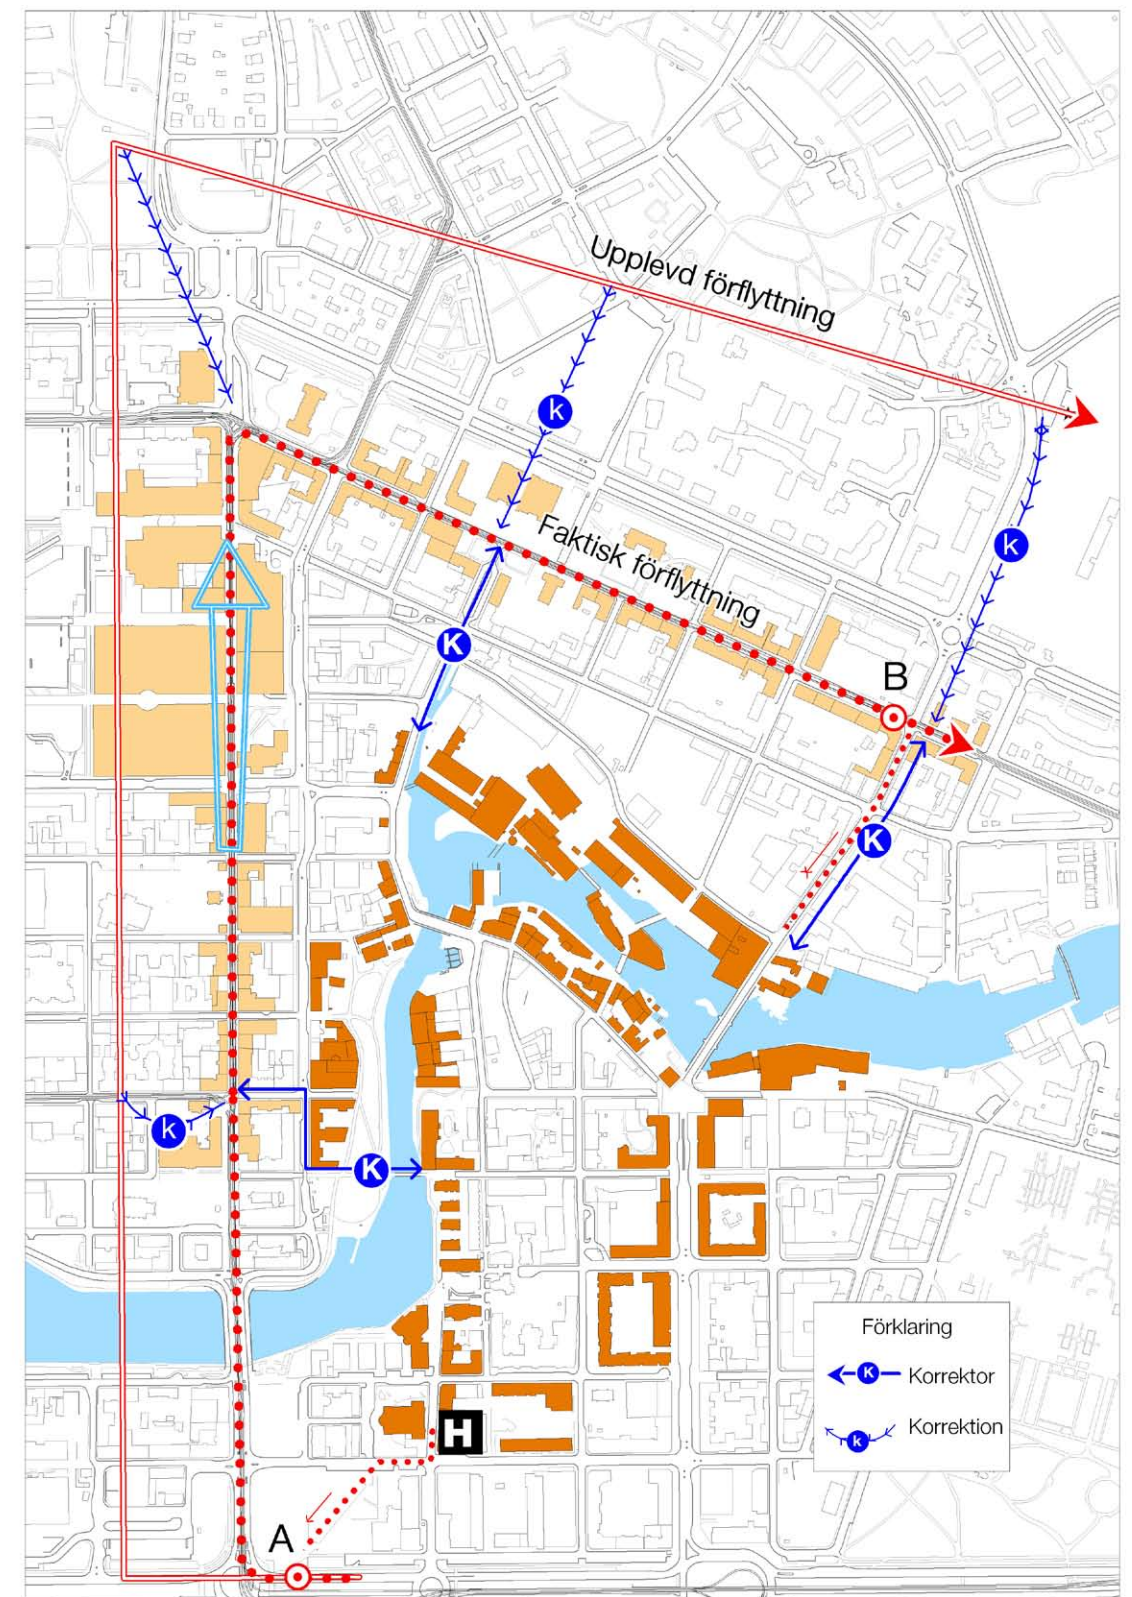 Upplevd förflyttning
k
Faktisk förflyttning
k
K
B
K
k
K
Förklaring
K Korrektor
k Korrektion
H
A